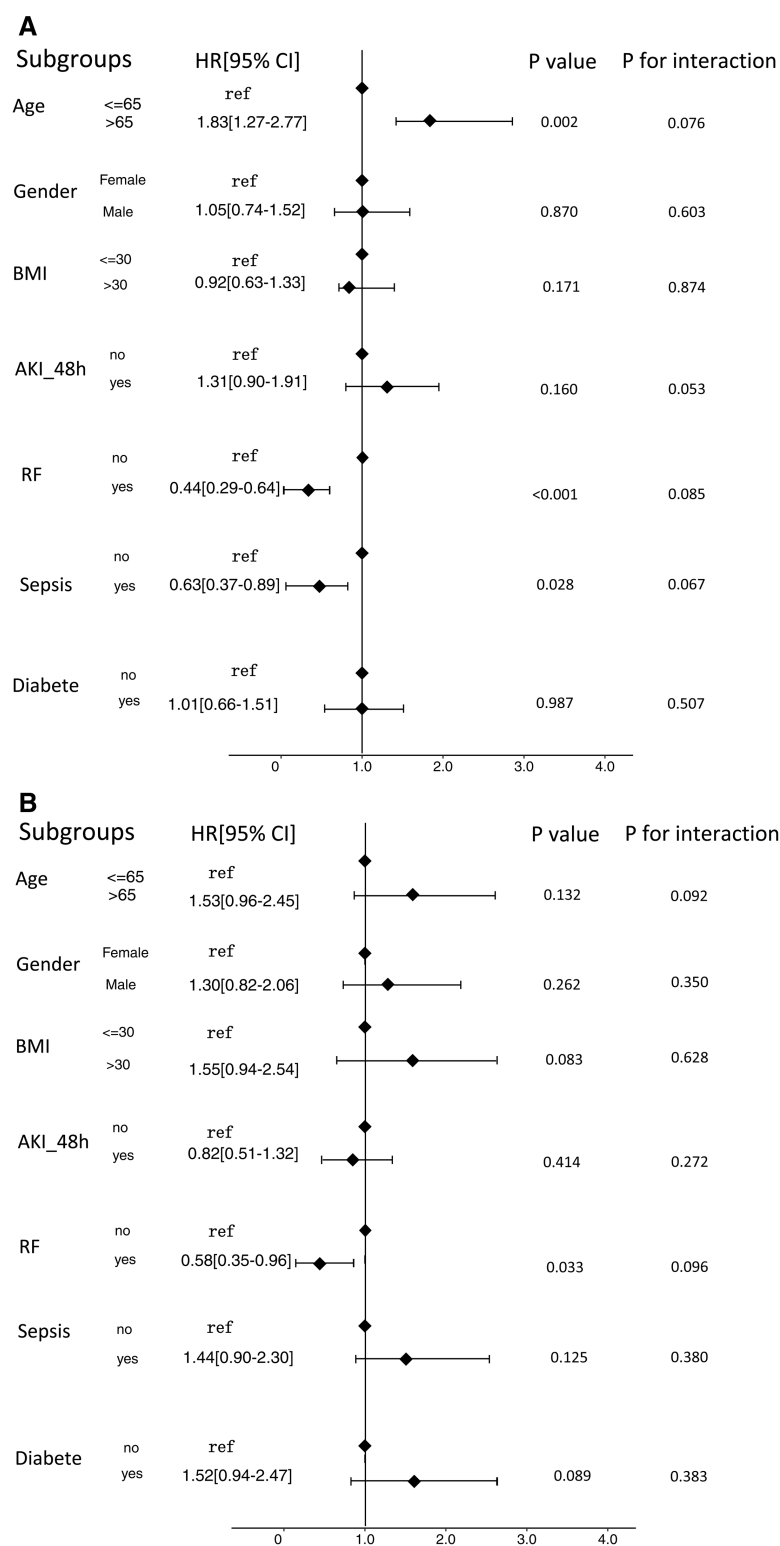 A
Subgroups HR[95% CI] P value P for interaction
Age <=65 ref
>65 1.83[1.27-2.77] 0.002 0.076
Gender Female ref
Male 1.05[0.74-1.52] 0.870 0.603
BMI <=30 ref
>30 0.92[0.63-1.33] 0.171 0.874
AKI_48h no ref
yes 1.31[0.90-1.91] 0.160 0.053
RF no ref
yes 0.44[0.29-0.64] <0.001 0.085
Sepsis no ref
yes 0.63[0.37-0.89] 0.028 0.067
Diabete no ref
yes 1.01[0.66-1.51] 0.987 0.507
0 1.0 2.0 3.0 4.0
B
Subgroups HR[95% CI] P value P for interaction
Age <=65 ref
>65 1.53[0.96-2.45] 0.132 0.092
Gender Female ref
Male 1.30[0.82-2.06] 0.262 0.350
BMI <=30 ref
>30 1.55[0.94-2.54] 0.083 0.628
AKI_48h no ref
yes 0.82[0.51-1.32] 0.414 0.272
RF no ref
yes 0.58[0.35-0.96] 0.033 0.096
Sepsis no ref
yes 1.44[0.90-2.30] 0.125 0.380
Diabete no ref
yes 1.52[0.94-2.47] 0.089 0.383
0 1.0 2.0 3.0 4.0